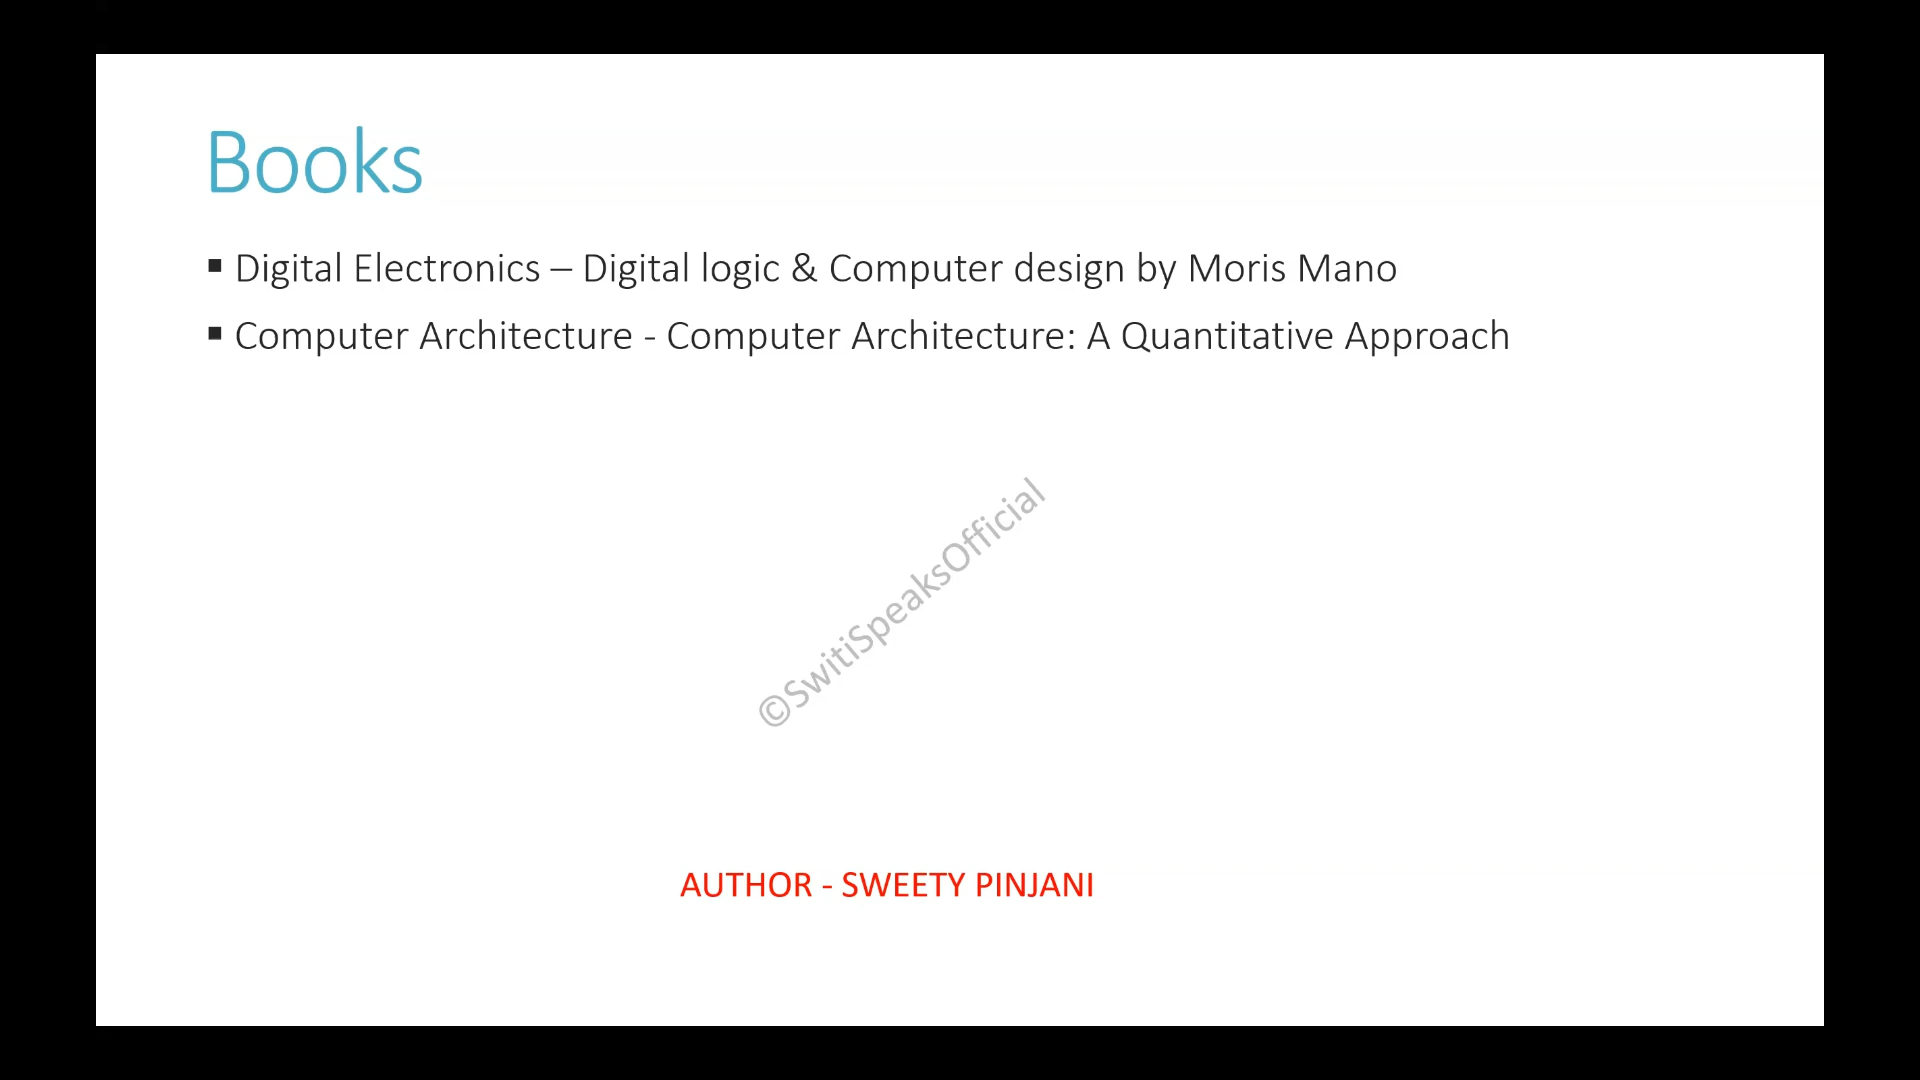 Books
▪ Digital Electronics – Digital logic & Computer design by Moris Mano
▪ Computer Architecture - Computer Architecture: A Quantitative Approach
©SwitiSpeaksOfficial
AUTHOR - SWEETY PINJANI